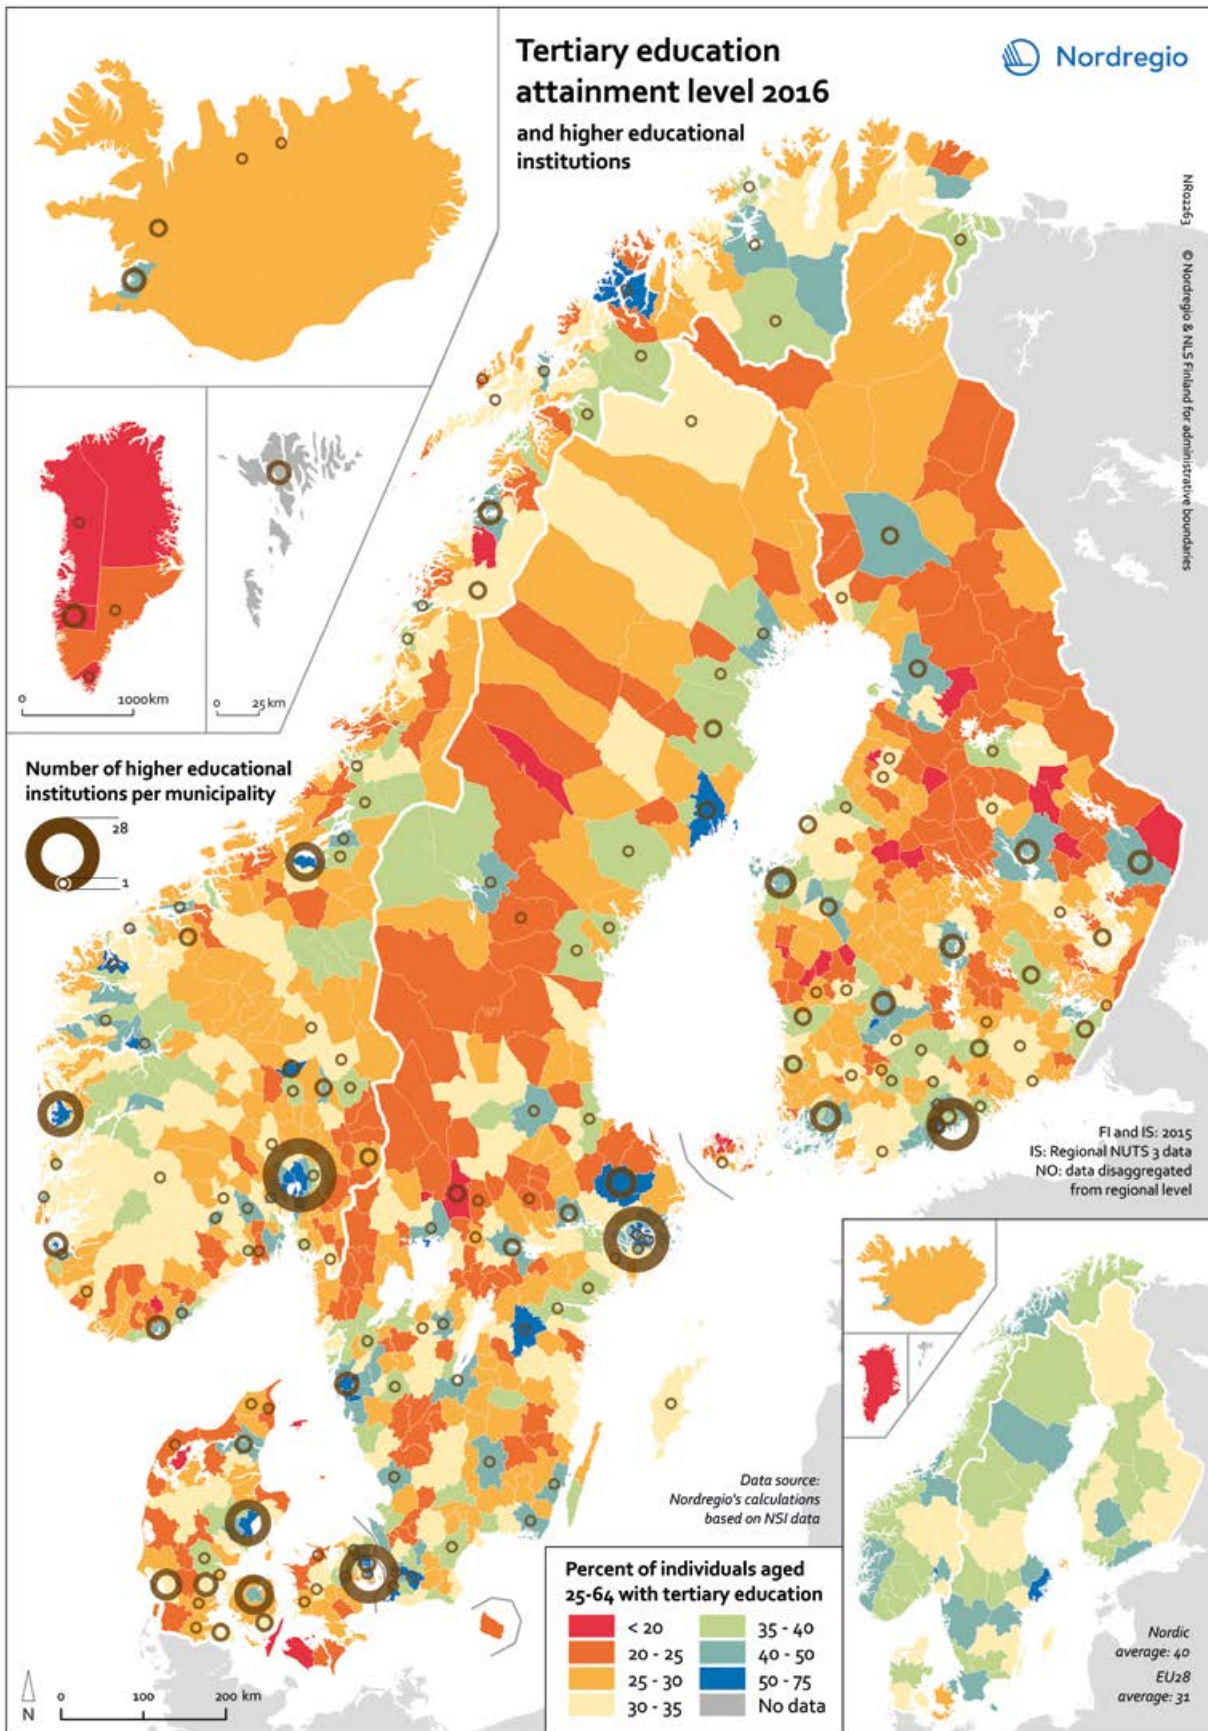 Tertiary education
attainment level 2016
and higher educational
institutions
Nordregio
NR02263 © Nordregio & NLS Finland for administrative boundaries
0 1000km
0 25 km
Number of higher educational
institutions per municipality
28
1
FI and IS: 2015
IS: Regional NUTS 3 data
NO: data disaggregated
from regional level
Data source:
Nordregio's calculations
based on NSI data
Percent of individuals aged
25-64 with tertiary education
< 20
20 - 25
25 - 30
30 - 35
35 - 40
40 - 50
50 - 75
No data
Nordic
average: 40
EU28
average: 31
N
0 100 200 km